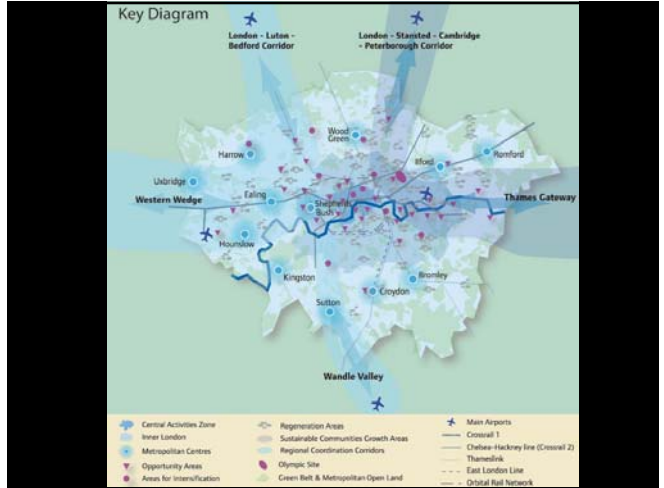 Key Diagram
London - Luton -
Bedford Corridor
London - Stansted - Cambridge
- Peterborough Corridor
Wood
Green
Harrow
Ilford
Romford
Uxbridge
Ealing
Shepherds
Bush
Western Wedge
Thames Gateway
Hounslow
Kingston
Bromley
Croydon
Sutton
Wandle Valley
Central Activities Zone
Inner London
Metropolitan Centres
Opportunity Areas
Areas for Intensification
Regeneration Areas
Sustainable Communities Growth Areas
Regional Coordination Corridors
Olympic Site
Green Belt & Metropolitan Open Land
Main Airports
Crossrail 1
Chelsea-Hackney line (Crossrail 2)
Thameslink
East London Line
Orbital Rail Network